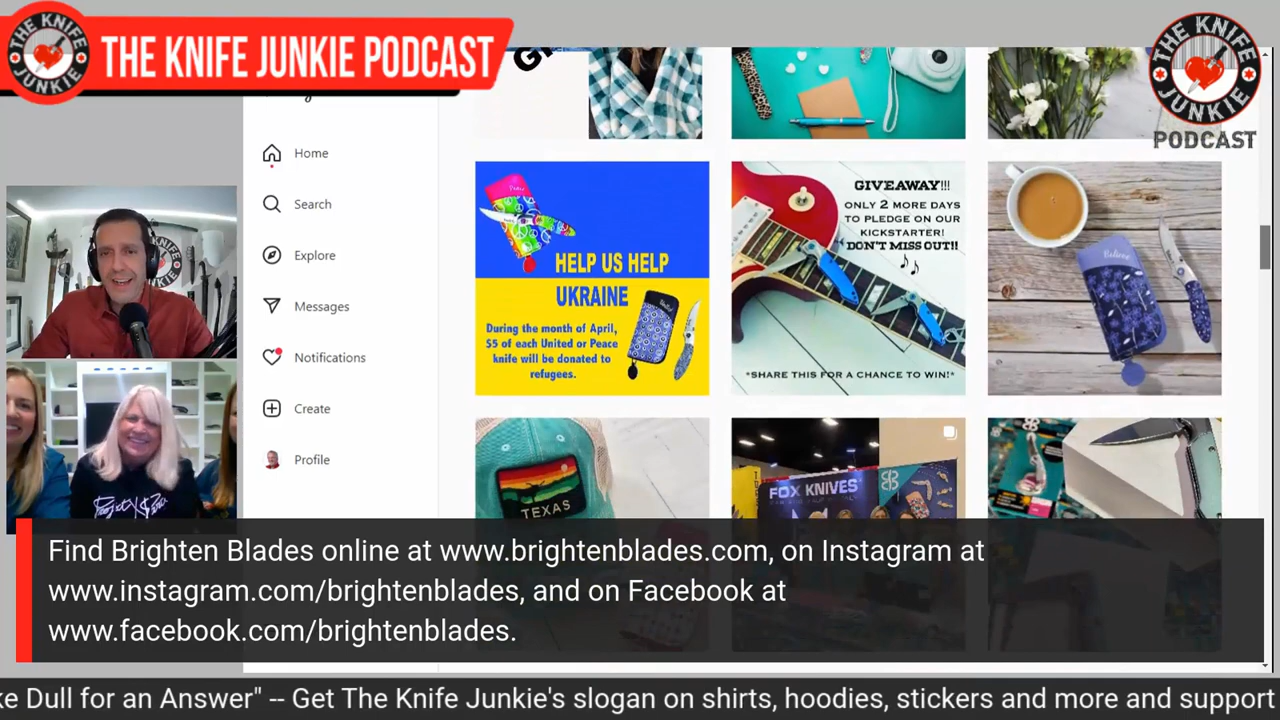 THE KNIFE JUNKIE
THE KNIFE JUNKIE PODCAST
THE KNIFE
JUNKIE
PODCAST
Home
Search
Explore
Messages
Notifications
Create
Profile
THE KNIFE
JUNKIE
HELP US HELP
UKRAINE
During the month of April,
$5 of each United or Peace
knife will be donated to
refugees.
GIVEAWAY!!!
ONLY 2 MORE DAYS
TO PLEDGE ON OUR
KICKSTARTER!
DON'T MISS OUT!!
*SHARE THIS FOR A CHANCE TO WIN!*
Believe
TEXAS
FOX KNIVES
Find Brighten Blades online at www.brightenblades.com, on Instagram at
www.instagram.com/brightenblades, and on Facebook at
www.facebook.com/brightenblades.
ke Dull for an Answer" -- Get The Knife Junkie's slogan on shirts, hoodies, stickers and more and support